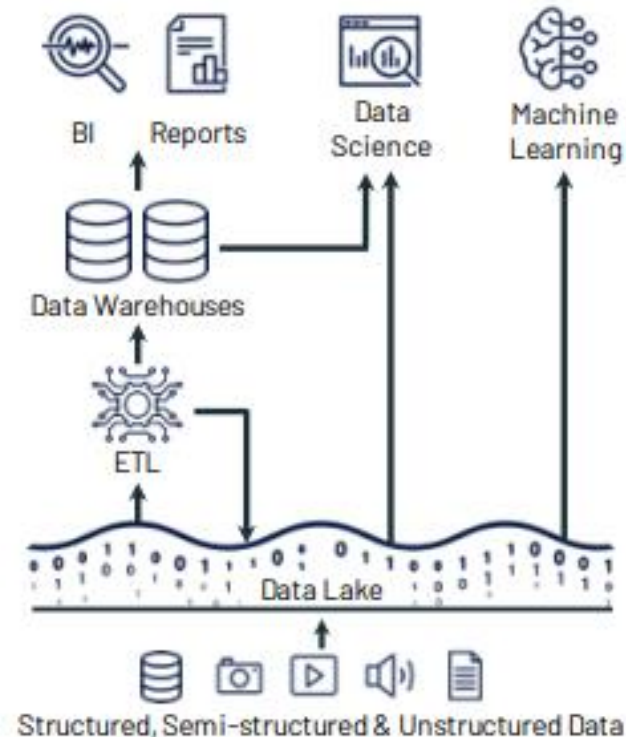 BI
Reports
Data
Science
Machine
Learning
Data Warehouses
ETL
Data Lake
Structured, Semi-structured & Unstructured Data